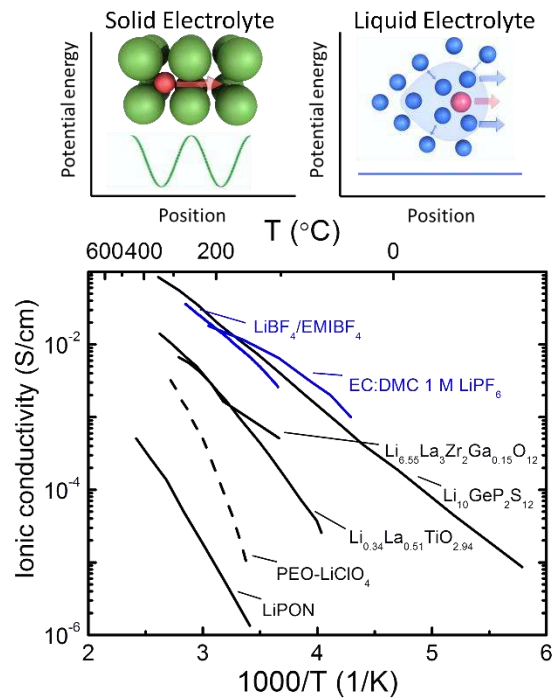 Solid Electrolyte
Liquid Electrolyte
Potential energy
Position
Potential energy
Position
T (°C)
600 400 200 0
Ionic conductivity (S/cm)
10⁻²
10⁻⁴
10⁻⁶
LiBF₄/EMIBF₄
EC:DMC 1 M LiPF₆
Li₆.₅₅La₃Zr₂Ga₀.₁₅O₁₂
Li₁₀GeP₂S₁₂
Li₀.₃₄La₀.₅₁TiO₂.₉₄
PEO-LiClO₄
LiPON
2 3 4 5 6
1000/T (1/K)